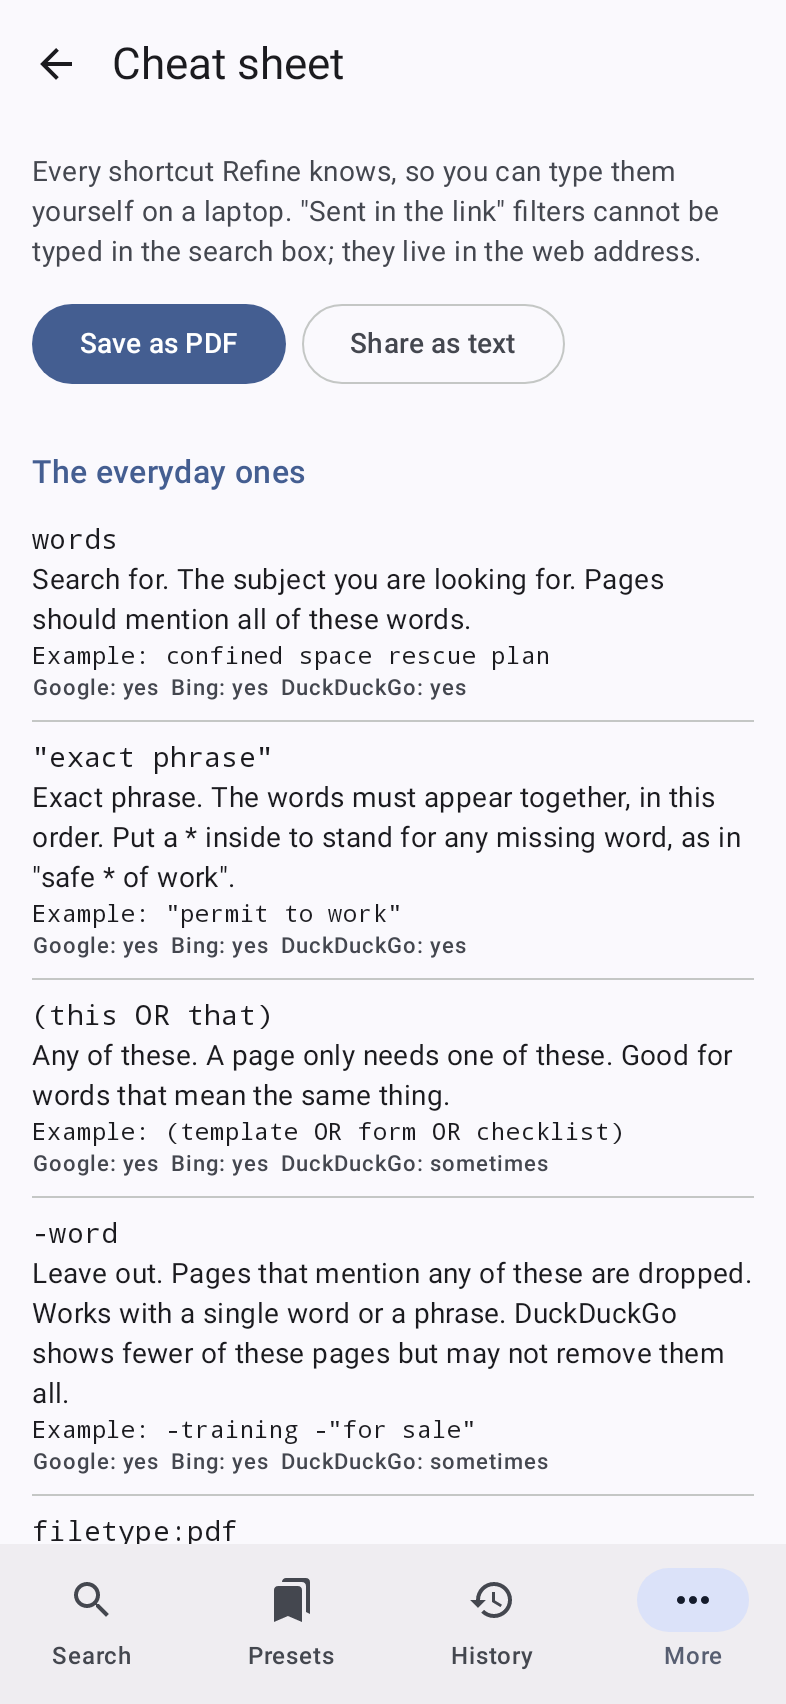 Cheat sheet
Every shortcut Refine knows, so you can type them
yourself on a laptop. "Sent in the link" filters cannot be
typed in the search box; they live in the web address.
Save as PDF
Share as text
The everyday ones
words
Search for. The subject you are looking for. Pages
should mention all of these words.
Example: confined space rescue plan
Google: yes Bing: yes DuckDuckGo: yes
"exact phrase"
Exact phrase. The words must appear together, in this
order. Put a * inside to stand for any missing word, as in
"safe * of work".
Example: "permit to work"
Google: yes Bing: yes DuckDuckGo: yes
(this OR that)
Any of these. A page only needs one of these. Good for
words that mean the same thing.
Example: (template OR form OR checklist)
Google: yes Bing: yes DuckDuckGo: sometimes
-word
Leave out. Pages that mention any of these are dropped.
Works with a single word or a phrase. DuckDuckGo
shows fewer of these pages but may not remove them
all.
Example: -training -"for sale"
Google: yes Bing: yes DuckDuckGo: sometimes
filetype:pdf
Search
Presets
History
More